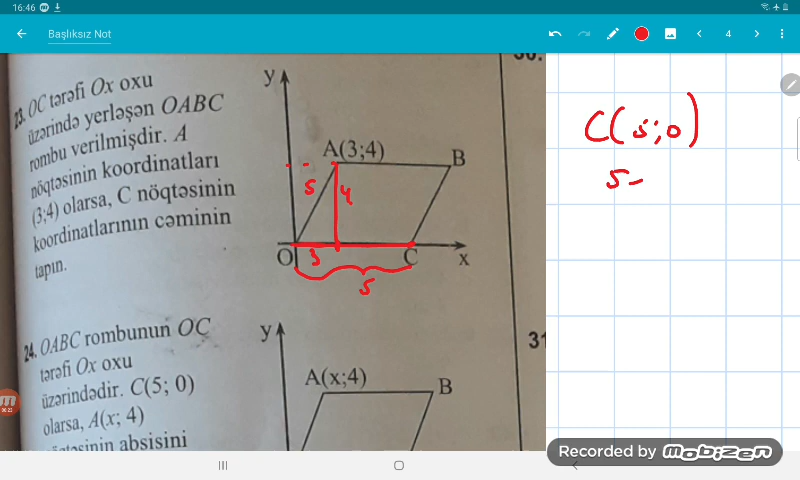 16:46
Başlıksız Not
4
30.
23. OC tərəfi Ox oxu
üzərində yerləşən OABC
rombu verilmişdir. A
nöqtəsinin koordinatları
(3;4) olarsa, C nöqtəsinin
koordinatlarının cəminin
tapın.
y
A(3;4)
B
5
4
O
3
C
x
5
C(5;0)
5-
24. OABC rombunun OC
tərəfi Ox oxu
üzərindədir. C(5; 0)
olarsa, A(x; 4)
absisini
y
A(x;4)
B
31
Recorded by mobizen